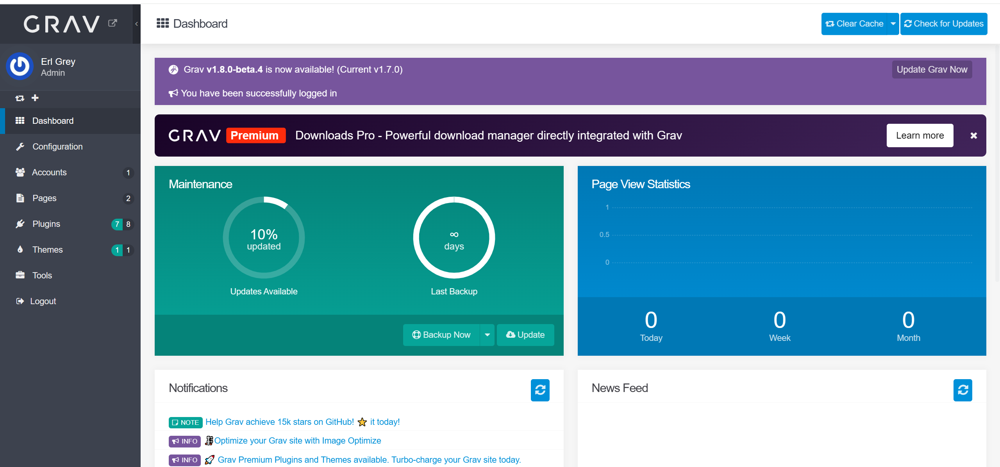 GRAV
Dashboard
Clear Cache
Check for Updates
Erl Grey
Admin
Dashboard
Configuration
Accounts 1
Pages 2
Plugins 7 8
Themes 1 1
Tools
Logout
Grav v1.8.0-beta.4 is now available! (Current v1.7.0)
Update Grav Now
You have been successfully logged in
GRAV Premium Downloads Pro - Powerful download manager directly integrated with Grav
Learn more
Maintenance
10%
updated
Updates Available
∞
days
Last Backup
Backup Now
Update
Page View Statistics
1
0.5
0
0
Today
0
Week
0
Month
Notifications
NOTE Help Grav achieve 15k stars on GitHub! ⭐ it today!
INFO Optimize your Grav site with Image Optimize
INFO 🚀 Grav Premium Plugins and Themes available. Turbo-charge your Grav site today.
News Feed